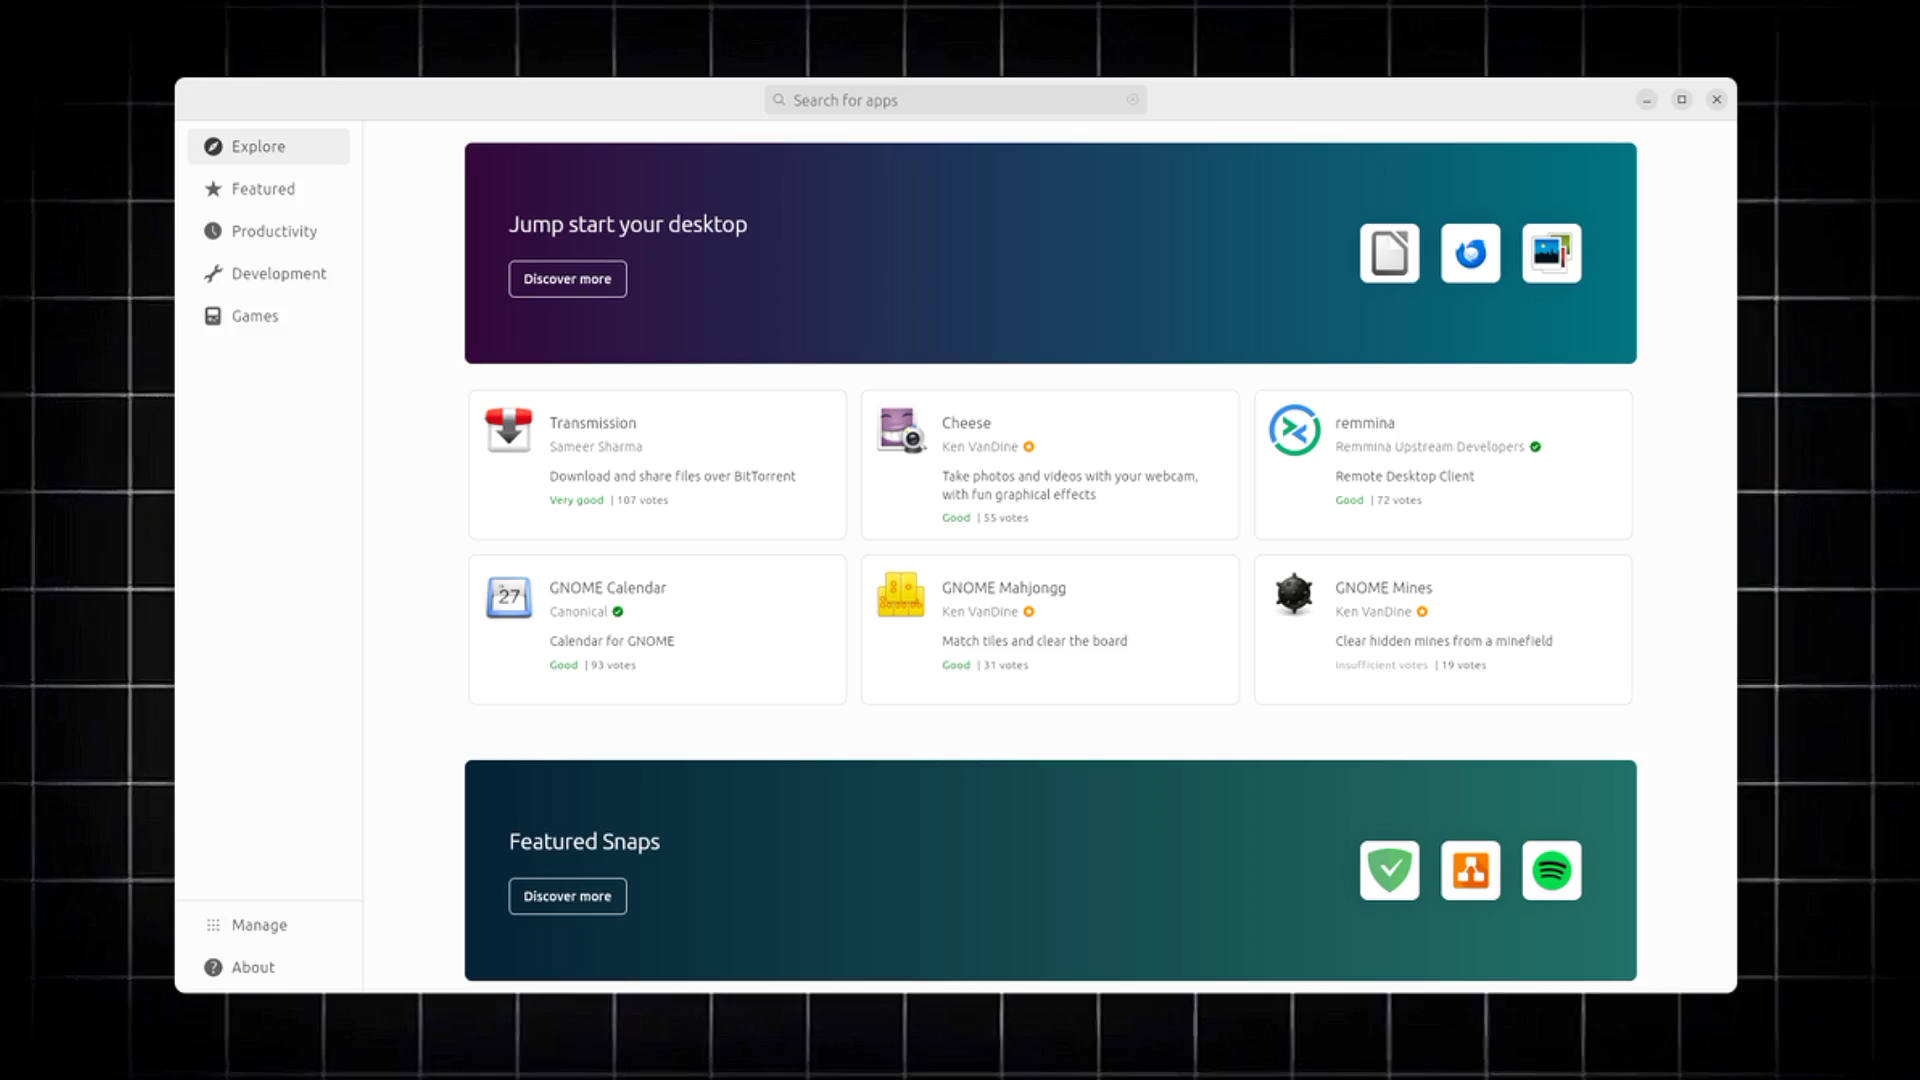 Search for apps
Explore
Featured
Productivity
Development
Games
Manage
About
Jump start your desktop
Discover more
Transmission
Sameer Sharma
Download and share files over BitTorrent
Very good | 107 votes
Cheese
Ken VanDine
Take photos and videos with your webcam,
with fun graphical effects
Good | 55 votes
remmina
Remmina Upstream Developers
Remote Desktop Client
Good | 72 votes
GNOME Calendar
Canonical
Calendar for GNOME
Good | 93 votes
27
GNOME Mahjongg
Ken VanDine
Match tiles and clear the board
Good | 31 votes
GNOME Mines
Ken VanDine
Clear hidden mines from a minefield
Insufficient votes | 19 votes
Featured Snaps
Discover more